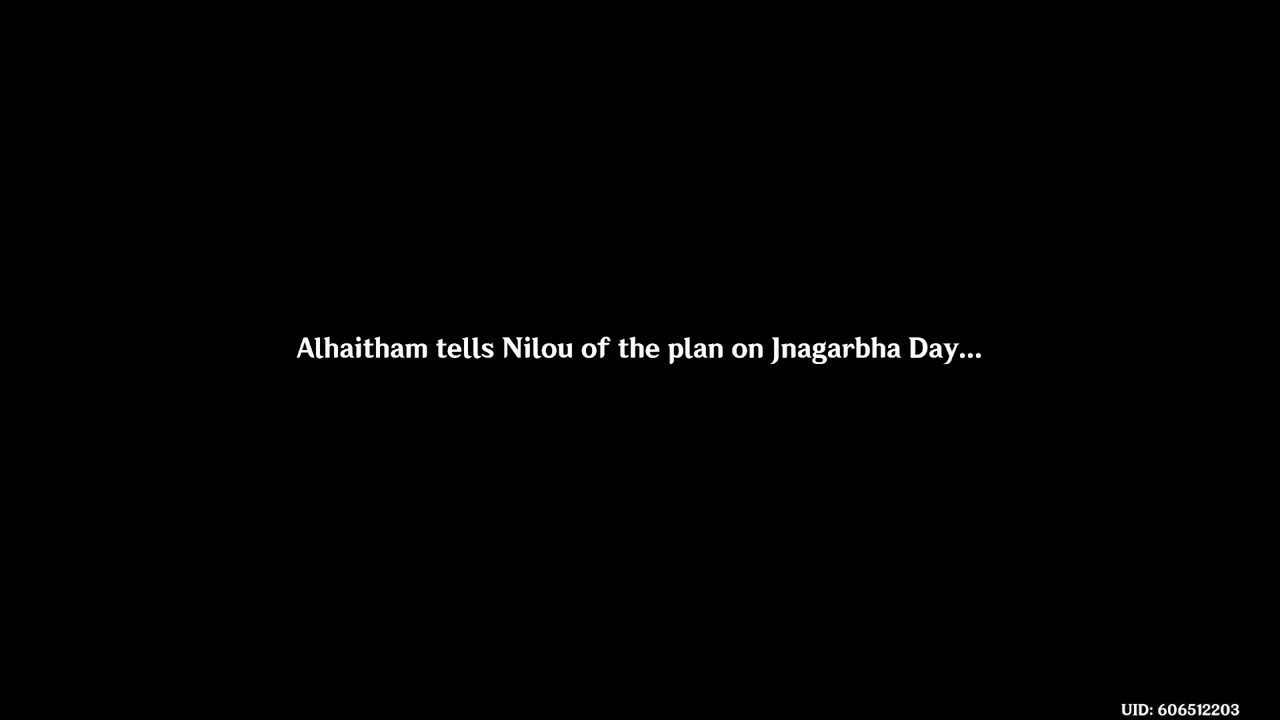 Alhaitham tells Nilou of the plan on Jnagarbha Day...
UID: 606512203